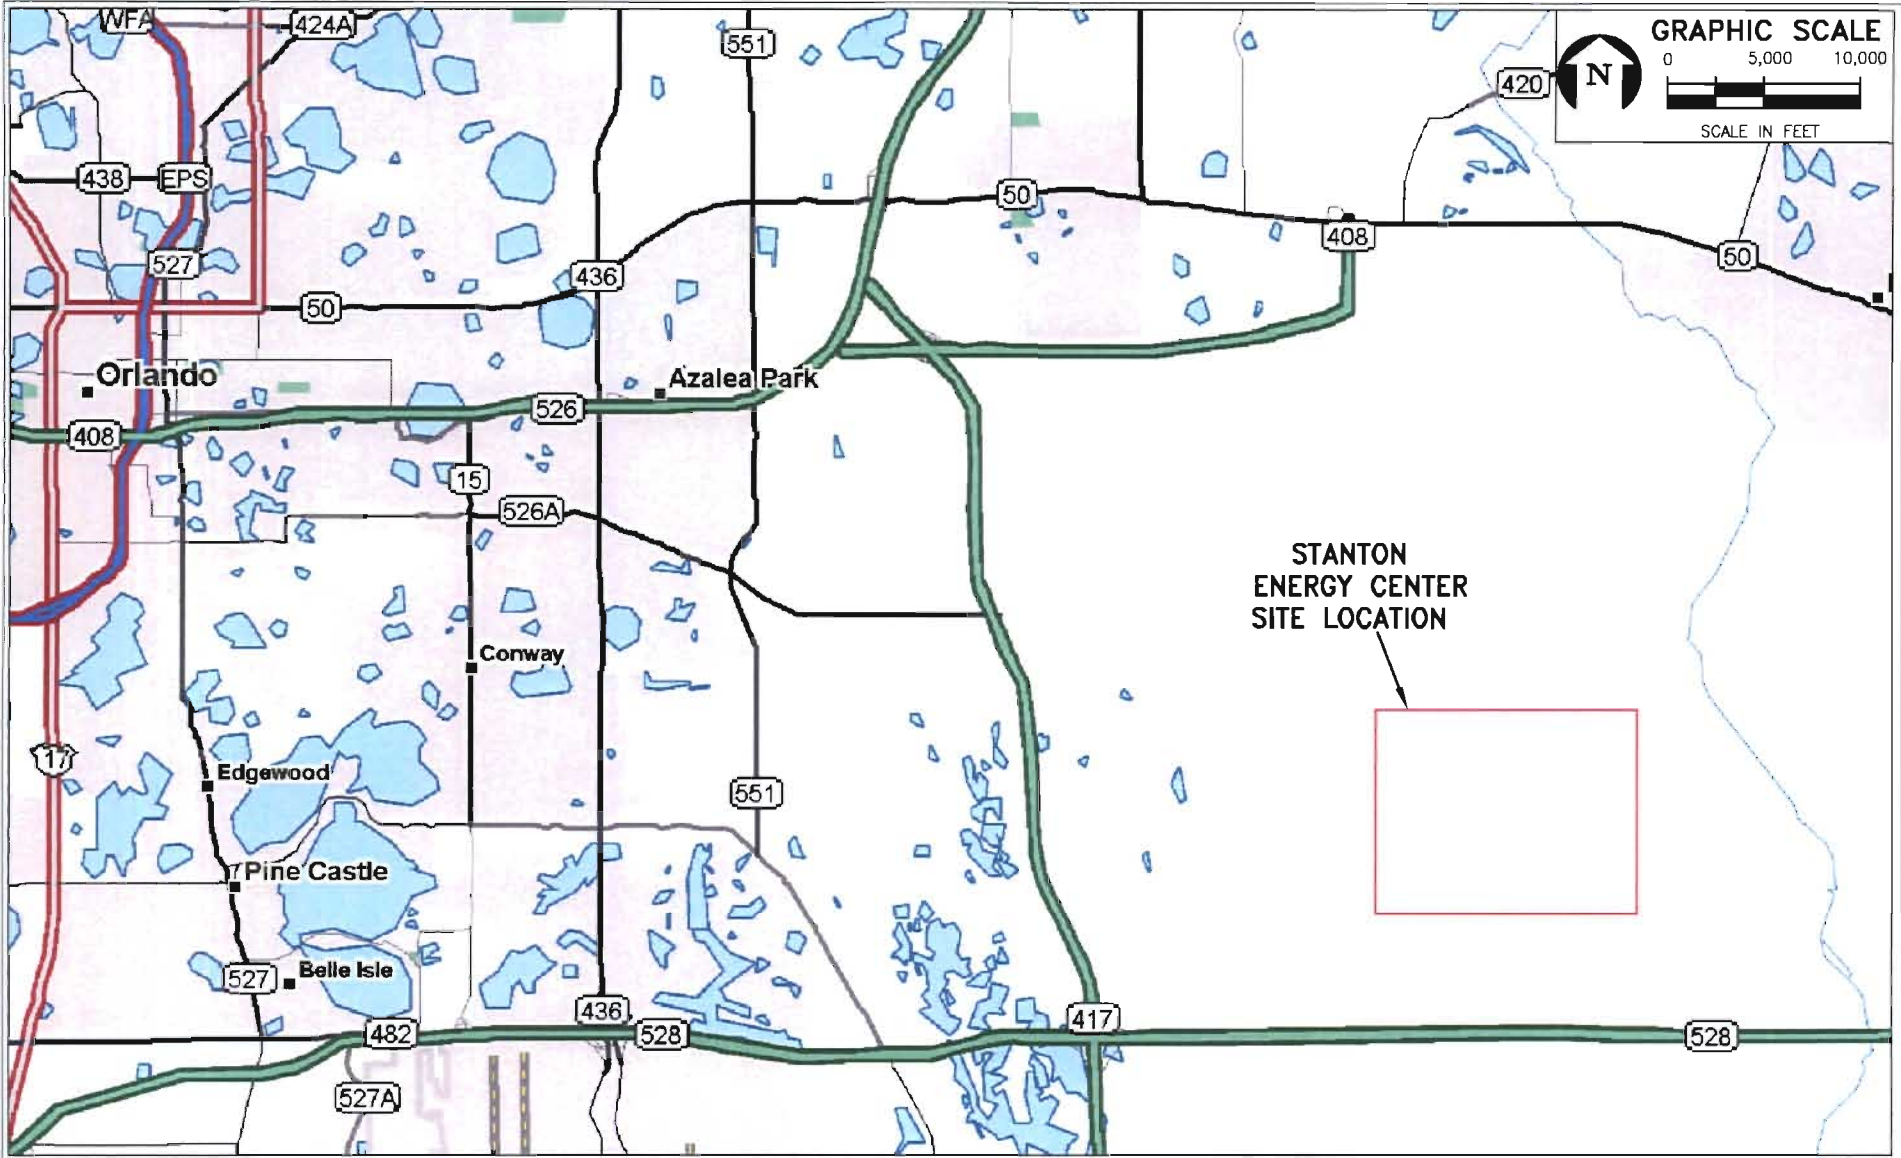 WFA
424A
551
GRAPHIC SCALE
0 5,000 10,000
N
SCALE IN FEET
420
438
EPS
50
408
527
436
50
50
Orlando
Azalea Park
526
408
15
526A
STANTON
ENERGY CENTER
SITE LOCATION
Conway
17
Edgewood
551
Pine Castle
Belle Isle
527
436
417
482
528
528
527A